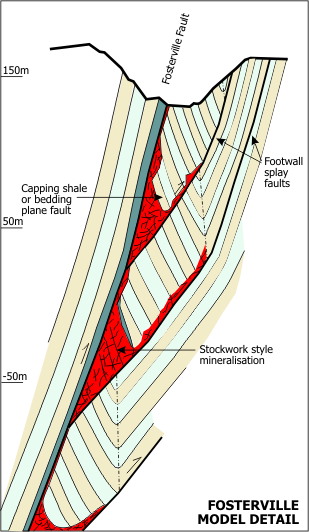 Fosterville Fault
150m
Footwall
splay
faults
Capping shale
or bedding
plane fault
50m
Stockwork style
mineralisation
-50m
FOSTERVILLE
MODEL DETAIL